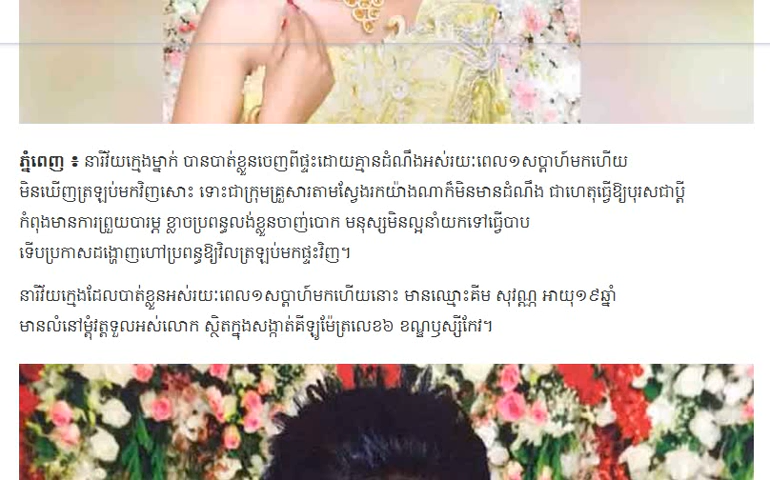 ភ្នំពេញ ៖ នារីវ័យក្មេងម្នាក់ បានបាត់ខ្លួនចេញពីផ្ទះដោយគ្មានដំណឹងអស់រយៈពេល១សប្តាហ៍មកហើយ
មិនឃើញត្រឡប់មកវិញសោះ ទោះជាក្រុមគ្រួសារតាមស្វែងរកយ៉ាងណាក៏មិនមានដំណឹង ជាហេតុធ្វើឱ្យបុរសជាប្តី
កំពុងមានការព្រួយបារម្ភ ខ្លាចប្រពន្ធលង់ខ្លួនចាញ់បោក មនុស្សមិនល្អនាំយកទៅធ្វើបាប
ទើបប្រកាសដង្ហោញហៅប្រពន្ធឱ្យវិលត្រឡប់មកផ្ទះវិញ។
នារីវ័យក្មេងដែលបាត់ខ្លួនអស់រយៈពេល១សប្តាហ៍មកហើយនោះ មានឈ្មោះគឹម សុវណ្ណ អាយុ១៩ឆ្នាំ
មានលំនៅម្តុំវត្តទួលអស់លោក ស្ថិតក្នុងសង្កាត់គីឡូម៉ែត្រលេខ៦ ខណ្ឌឫស្សីកែវ។